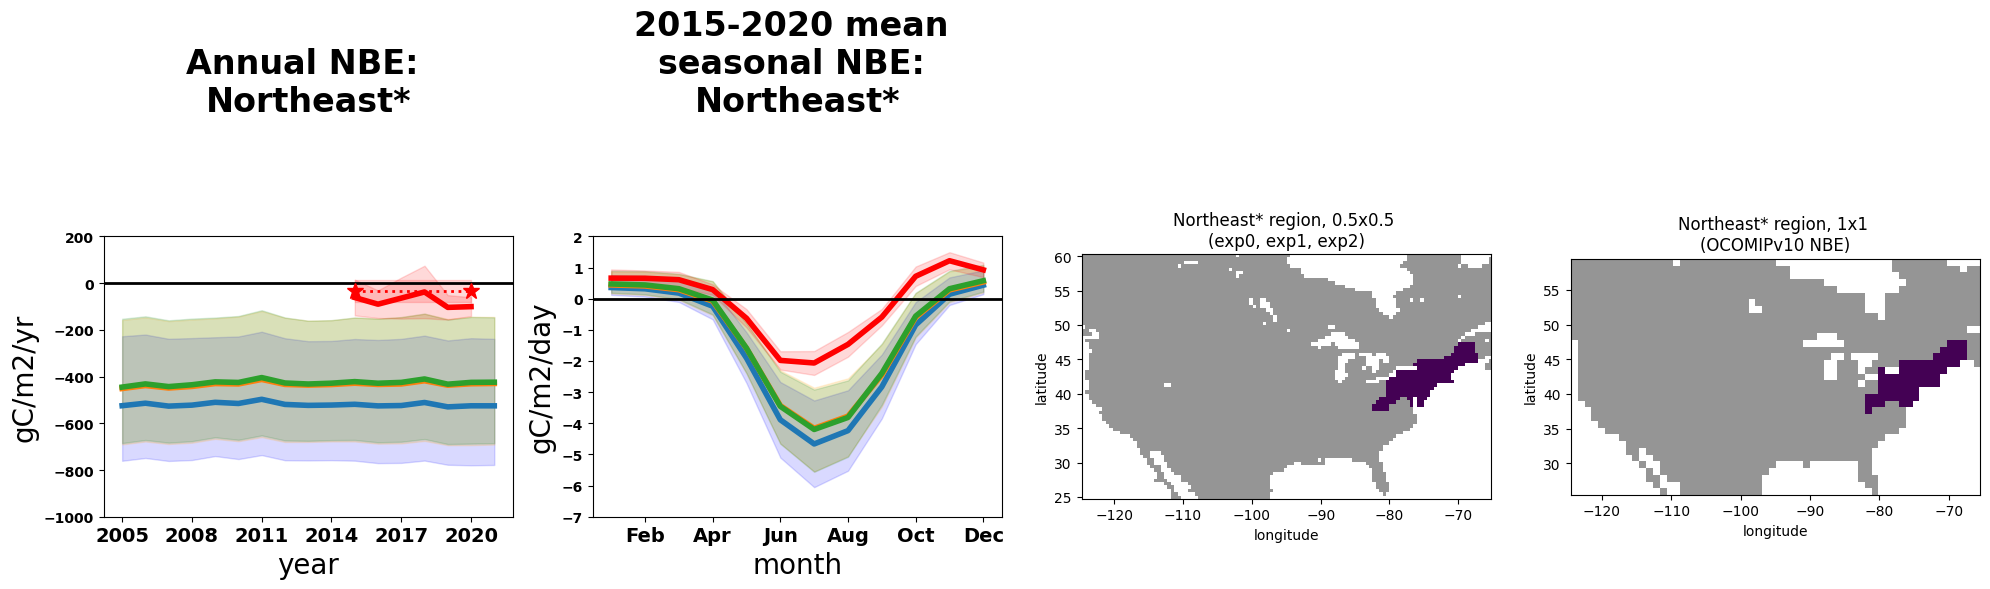 Annual NBE:
Northeast*
200
0
−200
−400
−600
−800
−1000
2005 2008 2011 2014 2017 2020
year
gC/m2/yr
2015-2020 mean
seasonal NBE:
Northeast*
2
1
0
−1
−2
−3
−4
−5
−6
−7
Feb Apr Jun Aug Oct Dec
month
gC/m2/day
Northeast* region, 0.5x0.5
(exp0, exp1, exp2)
60
55
50
45
40
35
30
25
−120 −110 −100 −90 −80 −70
longitude
latitude
Northeast* region, 1x1
(OCOMIPv10 NBE)
55
50
45
40
35
30
−120 −110 −100 −90 −80 −70
longitude
latitude